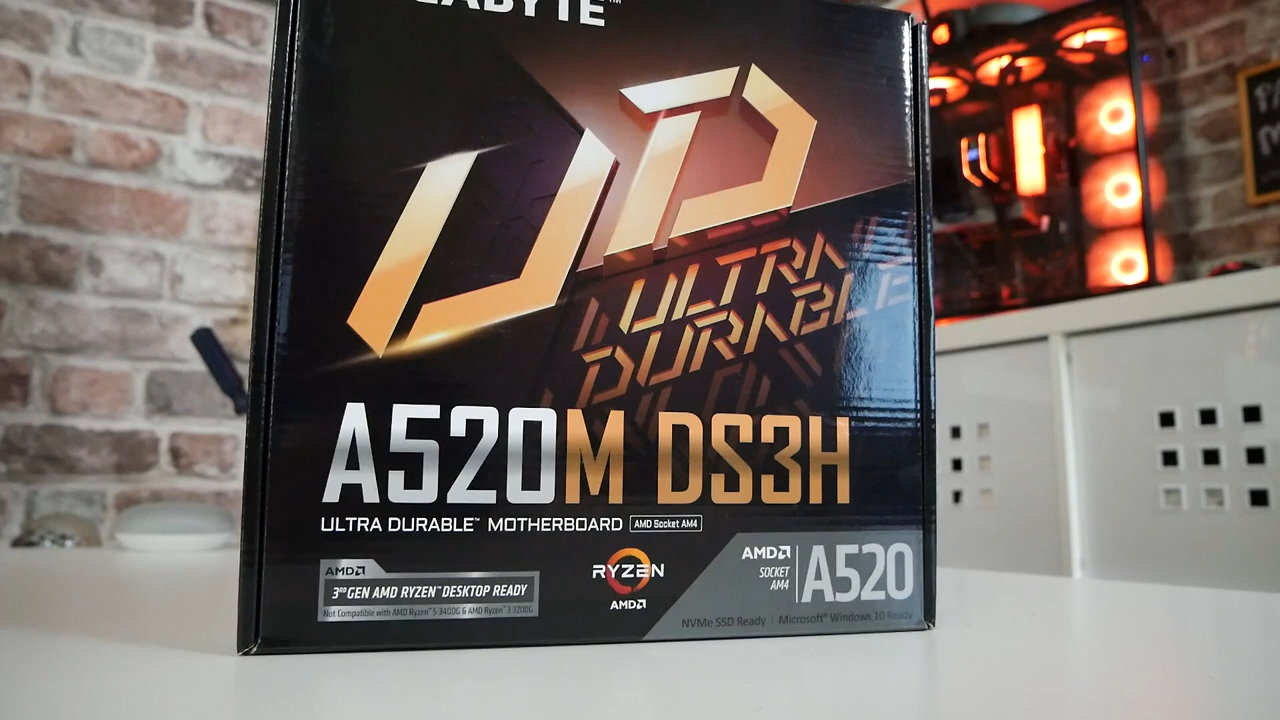 UD
ULTRA
DURABLE
A520M DS3H
ULTRA DURABLE™ MOTHERBOARD AMD Socket AM4
AMD
3RD GEN AMD RYZEN™ DESKTOP READY
Not Compatible with AMD Ryzen™ 5 3400G & AMD Ryzen™ 3 3200G
RYZEN
AMD
AMD
SOCKET
AM4
A520
NVMe SSD Ready / Microsoft® Windows 10 Ready